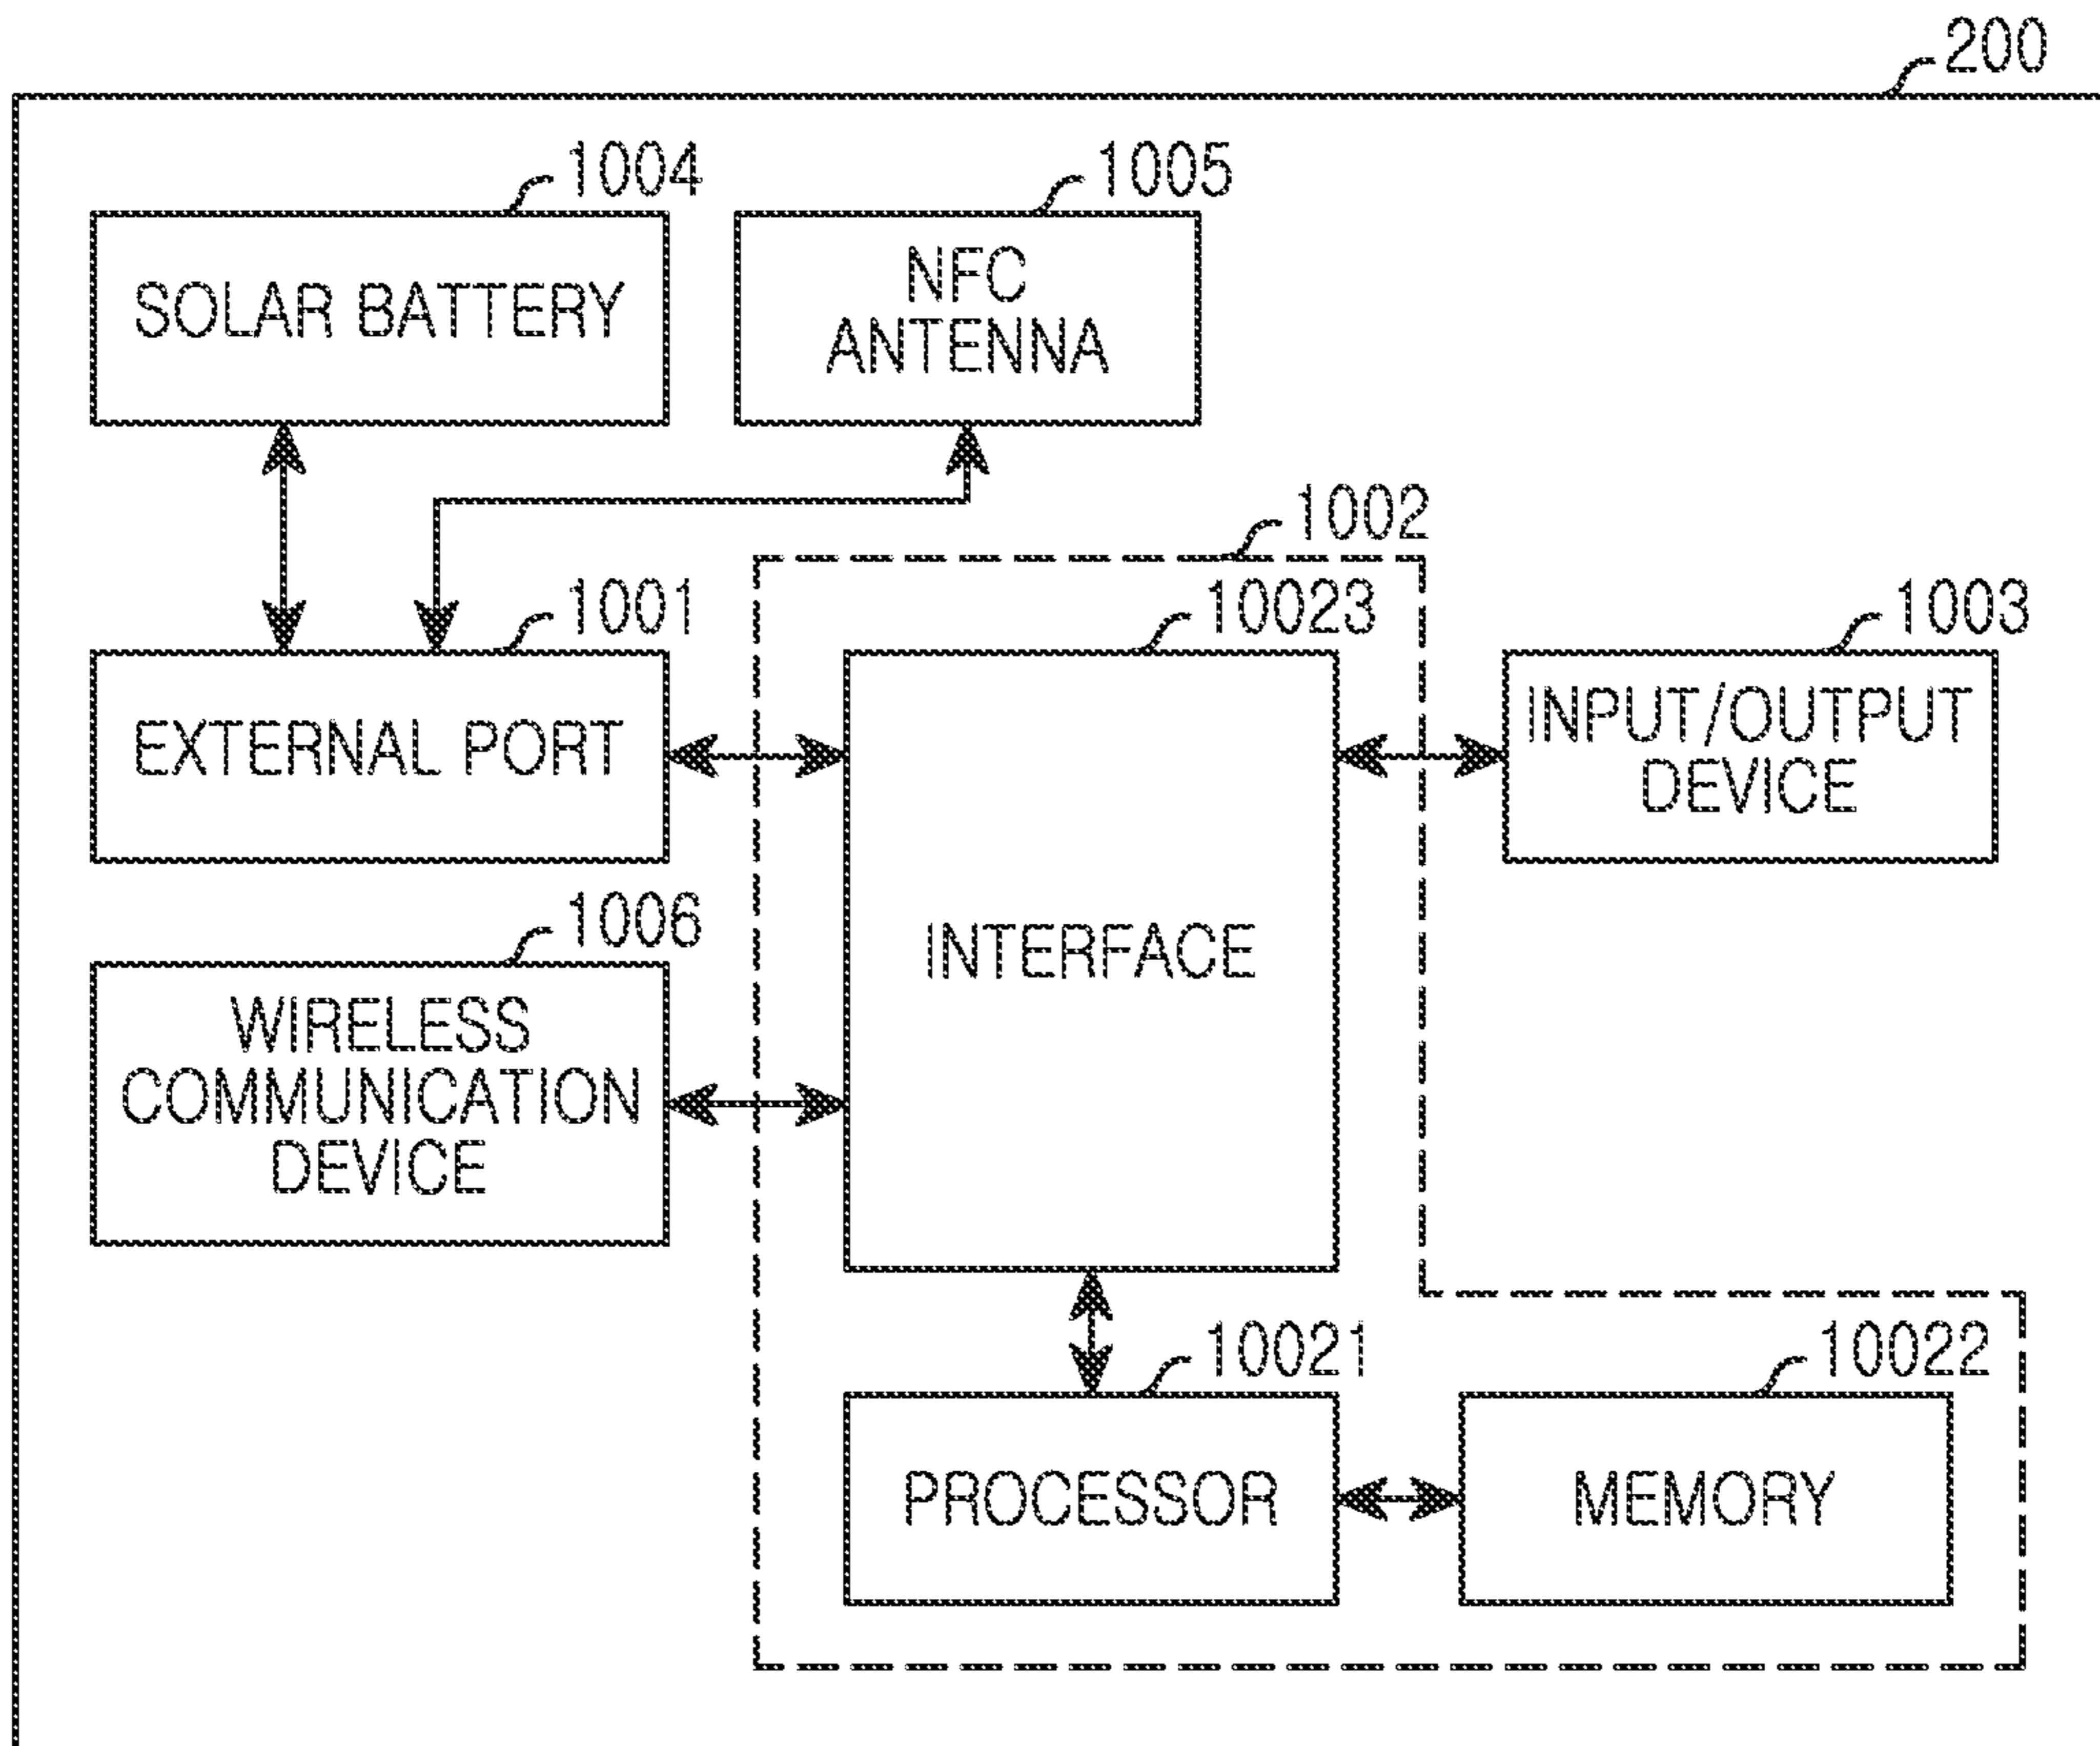 200
1004
1005
SOLAR BATTERY
NFC
ANTENNA
1002
1001
10023
1003
EXTERNAL PORT
INPUT/OUTPUT
DEVICE
1006
INTERFACE
WIRELESS
COMMUNICATION
DEVICE
10021
10022
PROCESSOR
MEMORY